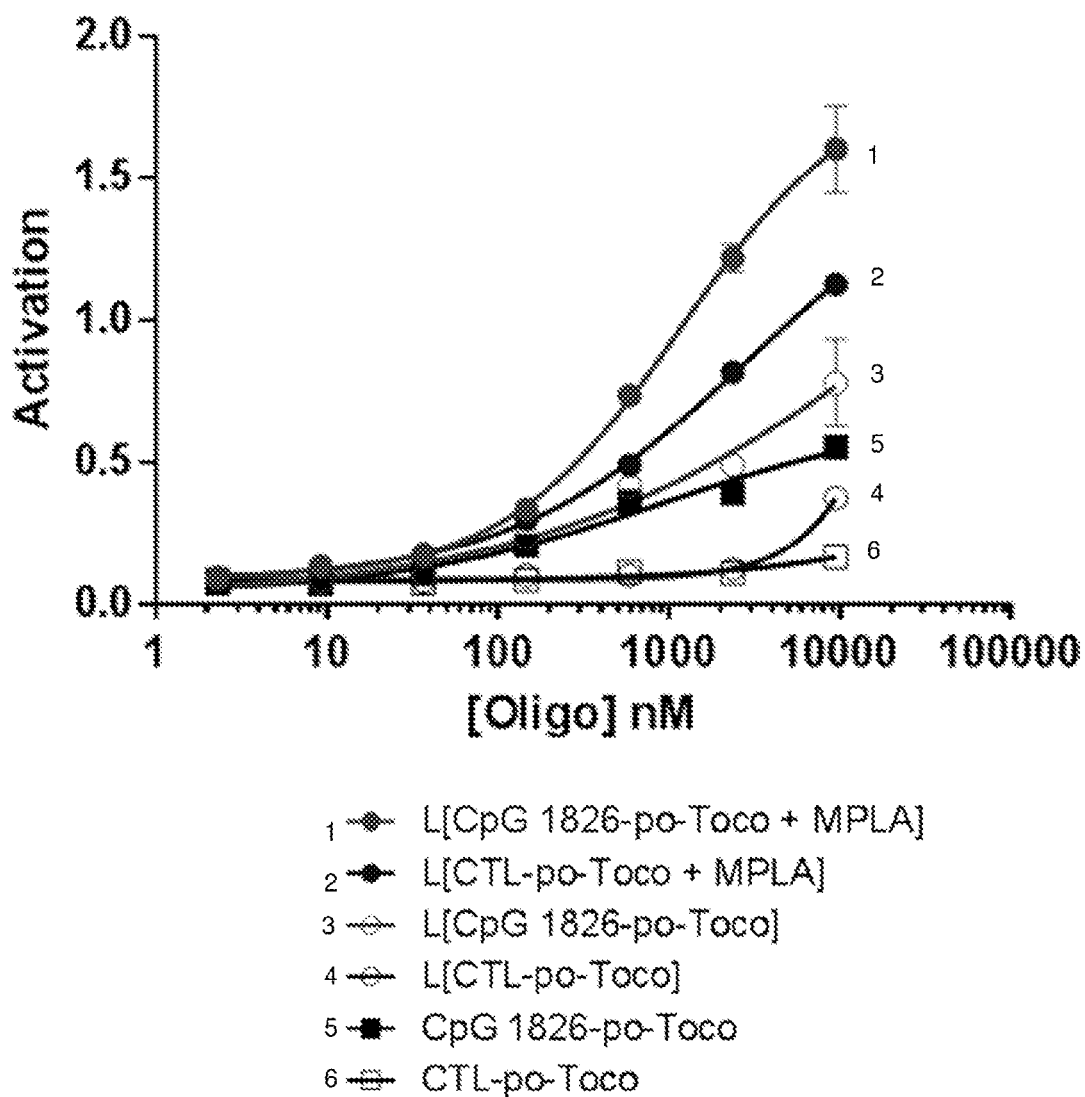 2.0
1.5
1.0
0.5
0.0
Activation
1
2
3
5
4
6
1 10 100 1000 10000 100000
[Oligo] nM
1 L[CpG 1826-po-Toco + MPLA]
2 L[CTL-po-Toco + MPLA]
3 L[CpG 1826-po-Toco]
4 L[CTL-po-Toco]
5 CpG 1826-po-Toco
6 CTL-po-Toco